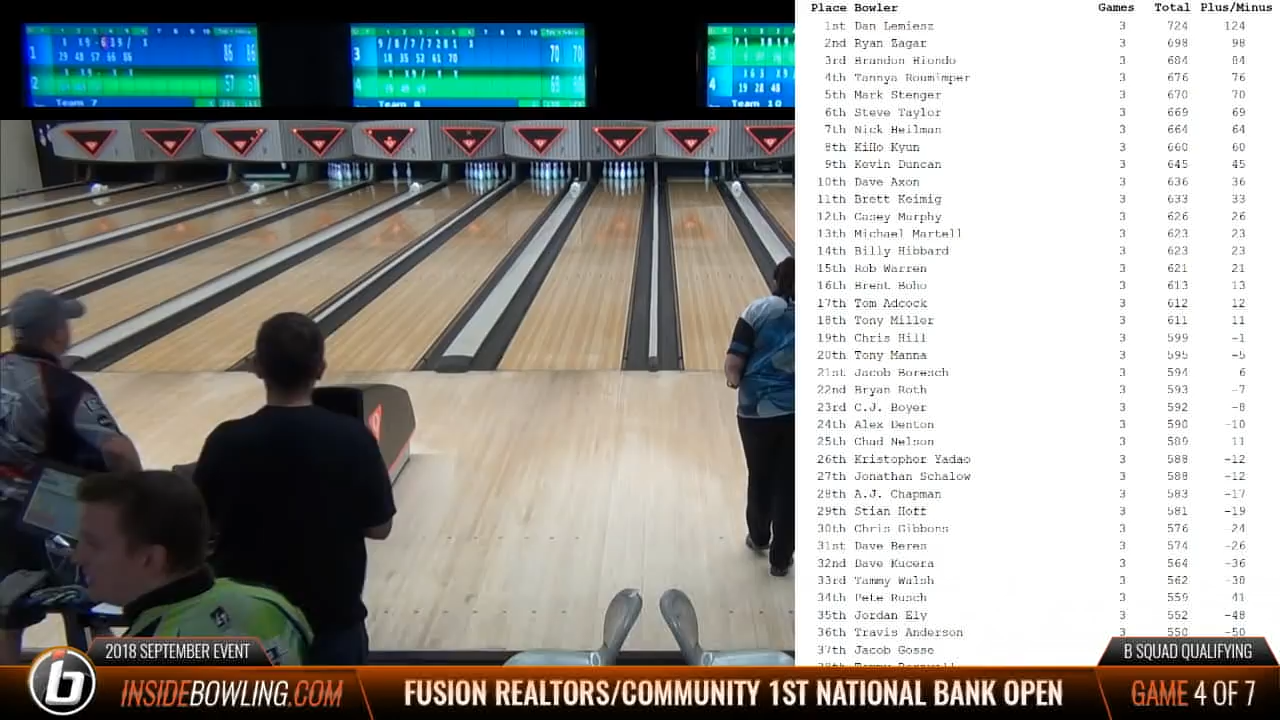 Team 7
Place Bowler Games Total Plus/Minus
1st Dan Lemiesz 3 724 124
2nd Ryan Zagar 3 698 98
3rd Brandon Biondo 3 684 84
4th Tannya Roumimper 3 676 76
5th Mark Stenger 3 670 70
6th Steve Taylor 3 669 69
7th Nick Heilman 3 664 64
8th Kyun 3 660 60
9th Kevin Duncan 3 645 45
10th Dave Axon 3 636 36
11th Brett Keimig 3 633 33
12th Casey Murphy 3 626 26
13th Michael Martell 3 623 23
14th Billy Hibbard 3 623 23
15th Rob Warren 3 621 21
16th Brent Boho 3 613 13
17th Tom Adcock 3 612 12
18th Tony Miller 3 611 11
19th Chris Hill 3 599 -1
20th Tony Manna 3 595 -5
21st Jacob Boresch 3 594 6
22nd Bryan Roth 3 593 -7
23rd C.J. Boyer 3 592 -8
24th Alex Denton 3 590 -10
25th Chad Nelson 3 589 11
26th Kristopher Yadao 3 588 -12
27th Jonathan Schalow 3 588 -12
28th A.J. Chapman 3 583 -17
29th Stian Hoff 3 581 -19
30th Chris Gibbons 3 576 24
31st Dave Beres 3 574 -26
32nd Dave Kucera 3 564 -36
33rd Tammy Walsh 3 562 -38
34th Pete Rusch 3 559 41
35th Jordan Ely 3 552 -48
36th Travis Anderson 3 550 -50
37th Jacob Gosse
2018 SEPTEMBER EVENT
B SQUAD QUALIFYING
b INSIDEBOWLING.COM
FUSION REALTORS/COMMUNITY 1ST NATIONAL BANK OPEN
GAME 4 OF 7